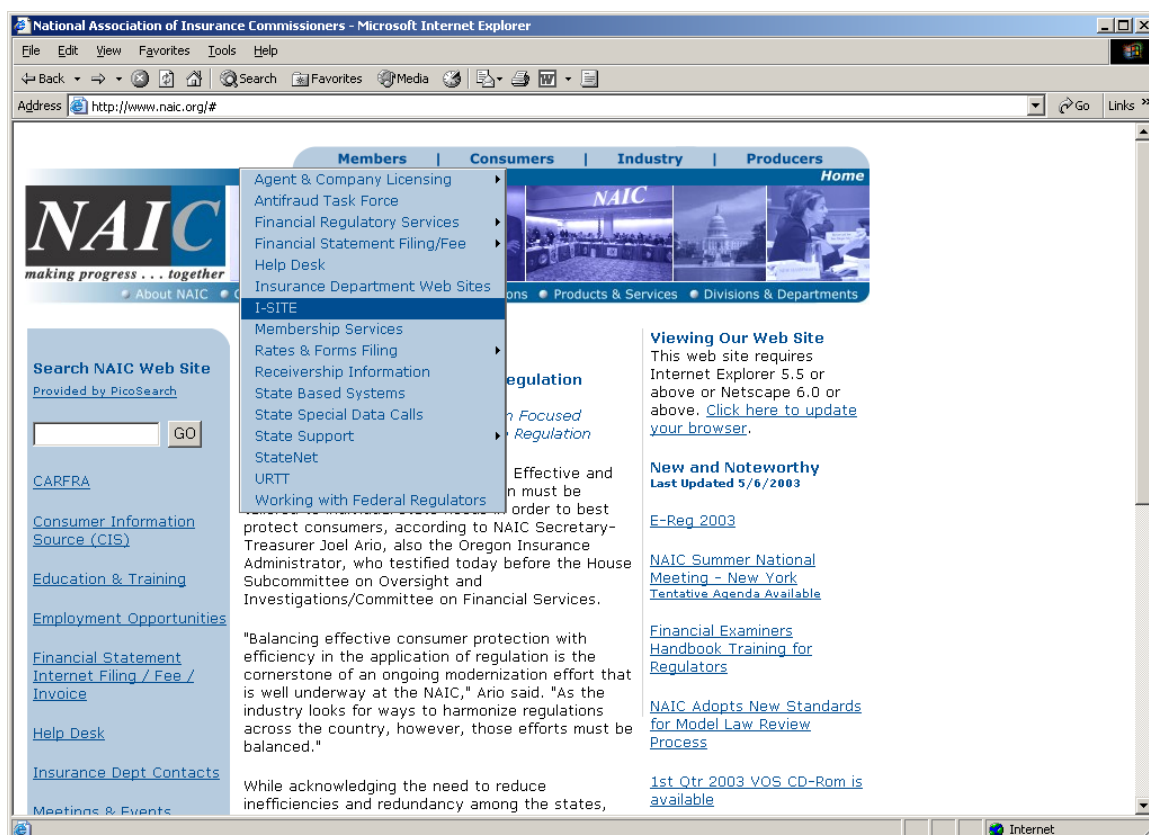 National Association of Insurance Commissioners - Microsoft Internet Explorer
File Edit View Favorites Tools Help
Back Search Favorites Media
Address http://www.naic.org/# Go Links »
Members | Consumers | Industry | Producers
Home
NAIC
making progress . . . together
NAIC
About NAIC
ons Products & Services Divisions & Departments
Agent & Company Licensing
Antifraud Task Force
Financial Regulatory Services
Financial Statement Filing/Fee
Help Desk
Insurance Department Web Sites
I-SITE
Membership Services
Rates & Forms Filing
Receivership Information
State Based Systems
State Special Data Calls
State Support
StateNet
URTT
Working with Federal Regulators
Search NAIC Web Site
Provided by PicoSearch
GO
CARFRA
Consumer Information
Source (CIS)
Education & Training
Employment Opportunities
Financial Statement
Internet Filing / Fee /
Invoice
Help Desk
Insurance Dept Contacts
Meetings & Events
egulation
Focused
Regulation
Effective and
n must be
order to best
protect consumers, according to NAIC Secretary-
Treasurer Joel Ario, also the Oregon Insurance
Administrator, who testified today before the House
Subcommittee on Oversight and
Investigations/Committee on Financial Services.
"Balancing effective consumer protection with
efficiency in the application of regulation is the
cornerstone of an ongoing modernization effort that
is well underway at the NAIC," Ario said. "As the
industry looks for ways to harmonize regulations
across the country, however, those efforts must be
balanced."
While acknowledging the need to reduce
inefficiencies and redundancy among the states,
Viewing Our Web Site
This web site requires
Internet Explorer 5.5 or
above or Netscape 6.0 or
above. Click here to update
your browser.
New and Noteworthy
Last Updated 5/6/2003
E-Reg 2003
NAIC Summer National
Meeting - New York
Tentative Agenda Available
Financial Examiners
Handbook Training for
Regulators
NAIC Adopts New Standards
for Model Law Review
Process
1st Qtr 2003 VOS CD-Rom is
available
Internet